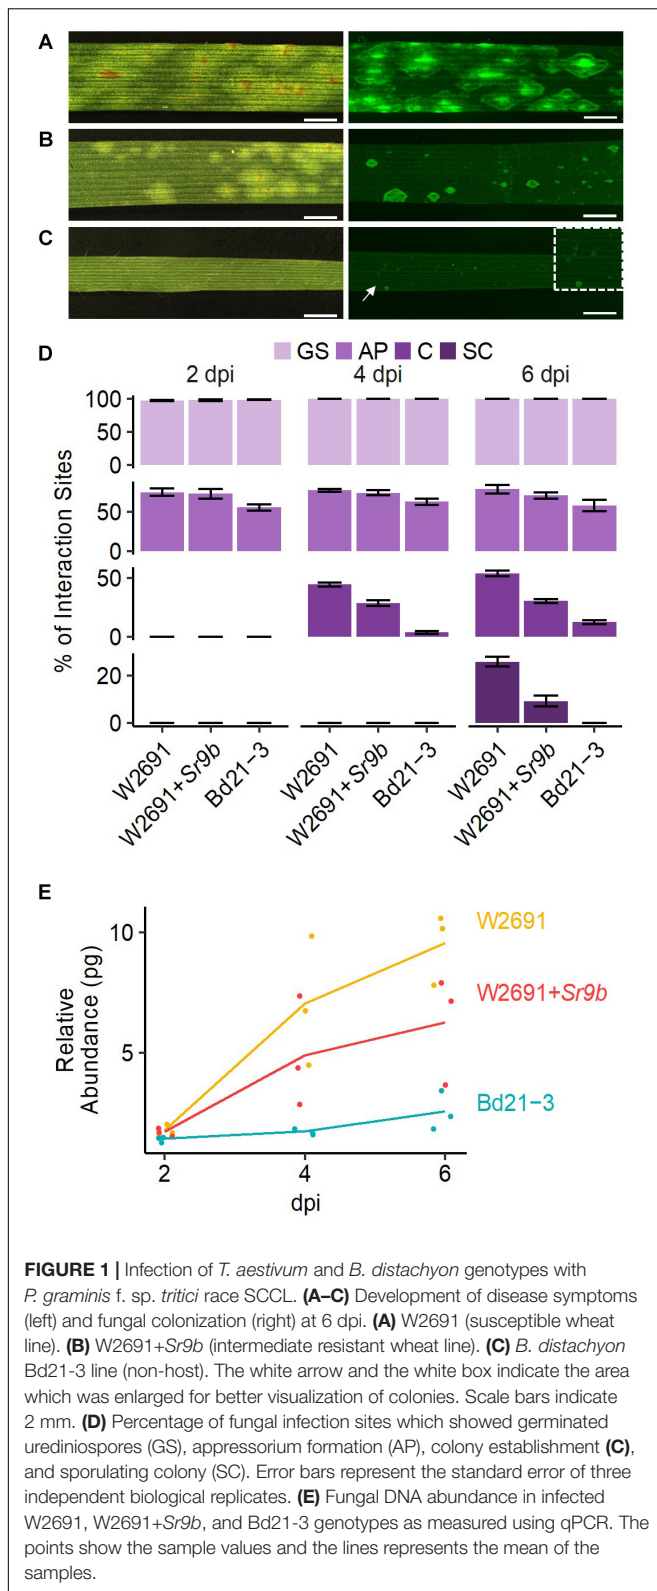 A
B
C
D
GS AP C SC
2 dpi 4 dpi 6 dpi
% of Interaction Sites
100
50
0
50
0
50
0
20
0
W2691 W2691+Sr9b Bd21−3 W2691 W2691+Sr9b Bd21−3 W2691 W2691+Sr9b Bd21−3
E
Relative
Abundance (pg)
10
5
W2691
W2691+Sr9b
Bd21−3
2 4 6
dpi
FIGURE 1 | Infection of T. aestivum and B. distachyon genotypes with
P. graminis f. sp. tritici race SCCL. (A–C) Development of disease symptoms
(left) and fungal colonization (right) at 6 dpi. (A) W2691 (susceptible wheat
line). (B) W2691+Sr9b (intermediate resistant wheat line). (C) B. distachyon
Bd21-3 line (non-host). The white arrow and the white box indicate the area
which was enlarged for better visualization of colonies. Scale bars indicate
2 mm. (D) Percentage of fungal infection sites which showed germinated
urediniospores (GS), appressorium formation (AP), colony establishment (C),
and sporulating colony (SC). Error bars represent the standard error of three
independent biological replicates. (E) Fungal DNA abundance in infected
W2691, W2691+Sr9b, and Bd21-3 genotypes as measured using qPCR. The
points show the sample values and the lines represents the mean of the
samples.